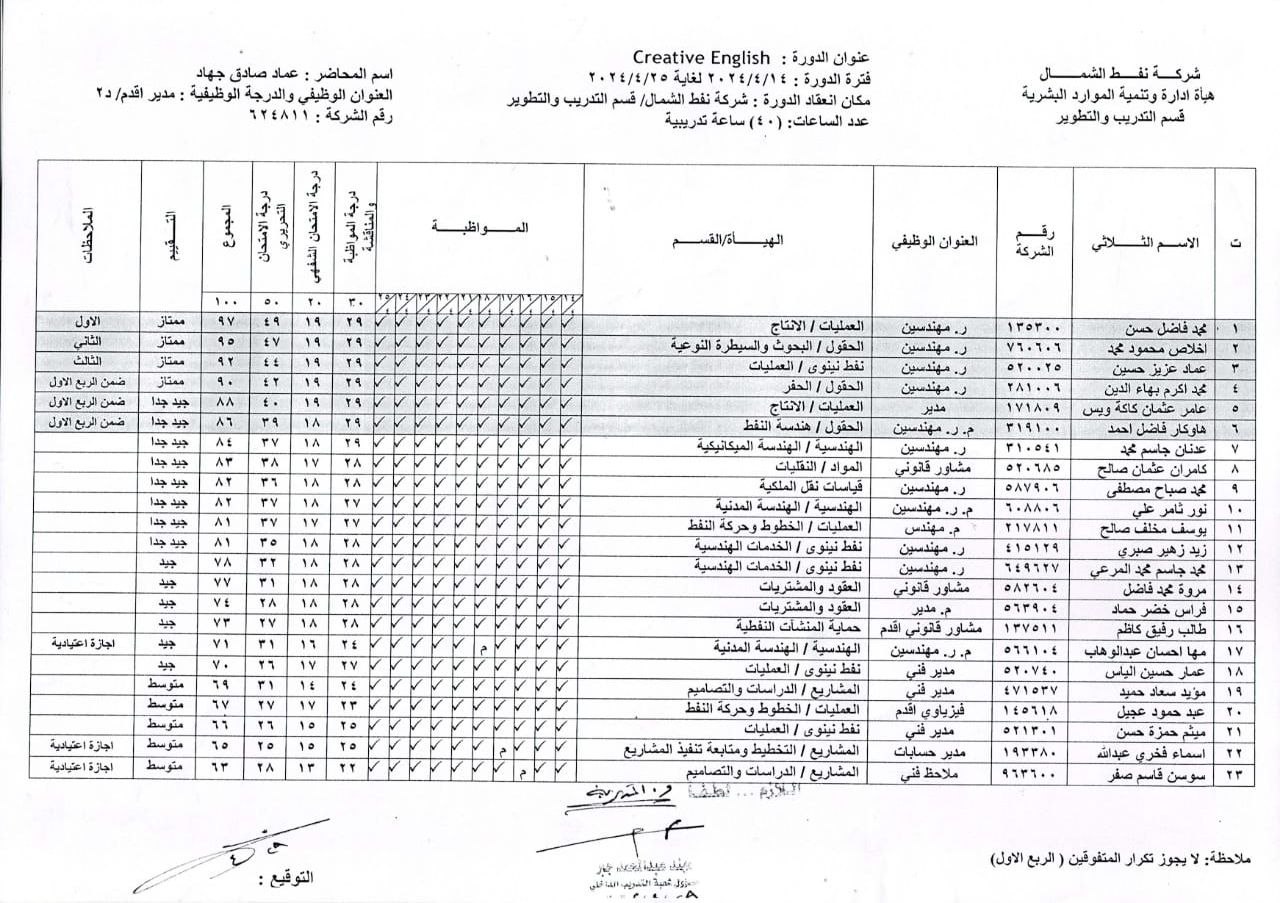 شركة نفط الشمال
هيأة ادارة وتنمية الموارد البشرية
قسم التدريب والتطوير
عنوان الدورة : Creative English
فترة الدورة : ٢٠٢٤/٤/١٤ لغاية ٢٠٢٤/٤/٢٥
مكان انعقاد الدورة : شركة نفط الشمال/ قسم التدريب والتطوير
عدد الساعات: (٤٠) ساعة تدريبية
اسم المحاضر : عماد صادق جهاد
العنوان الوظيفي والدرجة الوظيفية : مدير اقدم/ د٢
رقم الشركة : ٦٢٤٨١١
ت الاسم الثلاثي رقم الشركة العنوان الوظيفي الهيأة/القسم المواظبة درجة المواظبة والمناقشة درجة الامتحان الشفهي درجة الامتحان التحريري المجموع التقييم الملاحظات
١٤/٤ ١٥/٤ ١٦/٤ ١٧/٤ ١٨/٤ ٢١/٤ ٢٢/٤ ٢٣/٤ ٢٤/٤ ٢٥/٤ ٣٠ ٢٠ ٥٠ ١٠٠
١ محمد فاضل حسن ١٣٥٣٠٠ ر. مهندسين العمليات / الانتاج ✓ ✓ ✓ ✓ ✓ ✓ ✓ ✓ ✓ ✓ ٢٩ ١٩ ٤٩ ٩٧ ممتاز الاول
٢ اخلاص محمود محمد ٧٦٠٦٠٦ ر. مهندسين الحقول / البحوث والسيطرة النوعية ✓ ✓ ✓ ✓ ✓ ✓ ✓ ✓ ✓ ✓ ٢٩ ١٩ ٤٧ ٩٥ ممتاز الثاني
٣ عماد عزيز حسين ٥٢٠٠٢٥ ر. مهندسين نفط نينوى / العمليات ✓ ✓ ✓ ✓ ✓ ✓ ✓ ✓ ✓ ✓ ٢٩ ١٩ ٤٤ ٩٢ ممتاز الثالث
٤ محمد اكرم بهاء الدين ٢٨١٠٠٦ ر. مهندسين الحقول / الحفر ✓ ✓ ✓ ✓ ✓ ✓ ✓ ✓ ✓ ✓ ٢٩ ١٩ ٤٢ ٩٠ ممتاز ضمن الربع الاول
٥ عامر عثمان كاكة ويس ١٧١٨٠٩ مدير العمليات / الانتاج ✓ ✓ ✓ ✓ ✓ ✓ ✓ ✓ ✓ ✓ ٢٩ ١٩ ٤٠ ٨٨ جيد جدا ضمن الربع الاول
٦ هاوكار فاضل احمد ٣١٩١٠٠ م. ر. مهندسين الحقول / هندسة النفط ✓ ✓ ✓ ✓ ✓ ✓ ✓ ✓ ✓ ✓ ٢٩ ١٨ ٣٩ ٨٦ جيد جدا ضمن الربع الاول
٧ عدنان جاسم محمد ٣١٠٥٤١ ر. مهندسين الهندسية / الهندسة الميكانيكية ✓ ✓ ✓ ✓ ✓ ✓ ✓ ✓ ✓ ✓ ٢٩ ١٨ ٣٧ ٨٤ جيد جدا
٨ كامران عثمان صالح ٥٢٠٦٨٥ مشاور قانوني المواد / النقليات ✓ ✓ ✓ ✓ ✓ ✓ ✓ ✓ ✓ ✓ ٢٨ ١٧ ٣٨ ٨٣ جيد جدا
٩ محمد صباح مصطفى ٥٨٧٩٠٦ ر. مهندسين قياسات نقل الملكية ✓ ✓ ✓ ✓ ✓ ✓ ✓ ✓ ✓ ✓ ٢٨ ١٨ ٣٦ ٨٢ جيد جدا
١٠ نور ثامر علي ٦٠٨٨٠٦ م. ر. مهندسين الهندسية / الهندسة المدنية ✓ ✓ ✓ ✓ ✓ ✓ ✓ ✓ ✓ ✓ ٢٧ ١٨ ٣٧ ٨٢ جيد جدا
١١ يوسف مخلف صالح ٢١٧٨١١ م. مهندس العمليات / الخطوط وحركة النفط ✓ ✓ ✓ ✓ ✓ ✓ ✓ ✓ ✓ ✓ ٢٧ ١٧ ٣٧ ٨١ جيد جدا
١٢ زيد زهير صبري ٤١٥١٢٩ ر. مهندسين نفط نينوى / الخدمات الهندسية ✓ ✓ ✓ ✓ ✓ ✓ ✓ ✓ ✓ ✓ ٢٨ ١٨ ٣٥ ٨١ جيد جدا
١٣ محمد جاسم محمد المرعي ٦٤٩٦٢٧ ر. مهندسين نفط نينوى / الخدمات الهندسية ✓ ✓ ✓ ✓ ✓ ✓ ✓ ✓ ✓ ✓ ٢٨ ١٨ ٣٢ ٧٨ جيد
١٤ مروة محمد فاضل ٥٨٢٦٠٤ مشاور قانوني العقود والمشتريات ✓ ✓ ✓ ✓ ✓ ✓ ✓ ✓ ✓ ✓ ٢٨ ١٨ ٣١ ٧٧ جيد
١٥ فراس خضر حماد ٥٦٣٩٠٤ م. مدير العقود والمشتريات ✓ ✓ ✓ ✓ ✓ ✓ ✓ ✓ ✓ ✓ ٢٨ ١٨ ٢٨ ٧٤ جيد
١٦ طالب رفيق كاظم ١٣٧٥١١ مشاور قانوني اقدم حماية المنشآت النفطية ✓ ✓ ✓ ✓ ✓ ✓ ✓ ✓ ✓ ✓ ٢٨ ١٨ ٢٧ ٧٣ جيد
١٧ مها احسان عبدالوهاب ٥٦٦١٠٤ م. ر. مهندسين الهندسية / الهندسة المدنية ✓ ✓ ✓ ✓ م ✓ ✓ ✓ ✓ ✓ ٢٤ ١٦ ٣١ ٧١ جيد اجازة اعتيادية
١٨ عمار حسين الياس ٥٢٠٧٤٠ مدير فني نفط نينوى / العمليات ✓ ✓ ✓ ✓ ✓ ✓ ✓ ✓ ✓ ✓ ٢٧ ١٧ ٢٦ ٧٠ جيد
١٩ مؤيد سعاد حميد ٤٧١٥٣٧ مدير فني المشاريع / الدراسات والتصاميم ✓ ✓ ✓ ✓ ✓ ✓ ✓ ✓ ✓ ✓ ٢٤ ١٤ ٣١ ٦٩ متوسط
٢٠ عبد حمود عجيل ١٤٥٦١٨ فيزياوي اقدم العمليات / الخطوط وحركة النفط ✓ ✓ ✓ ✓ ✓ ✓ ✓ ✓ ✓ ✓ ٢٣ ١٧ ٢٧ ٦٧ متوسط
٢١ ميثم حمزة حسن ٥٢١٣٠١ مدير فني نفط نينوى / العمليات ✓ ✓ ✓ ✓ ✓ ✓ ✓ ✓ ✓ ✓ ٢٥ ١٥ ٢٦ ٦٦ متوسط
٢٢ اسماء فخري عبدالله ١٩٣٣٨٠ مدير حسابات المشاريع / التخطيط ومتابعة تنفيذ المشاريع ✓ ✓ ✓ م ✓ ✓ ✓ ✓ ✓ ✓ ٢٥ ١٥ ٢٥ ٦٥ متوسط اجازة اعتيادية
٢٣ سوسن قاسم صفر ٩٦٣٦٠٠ ملاحظ فني المشاريع / الدراسات والتصاميم ✓ ✓ م ✓ ✓ ✓ ✓ ✓ ✓ ✓ ٢٢ ١٣ ٢٨ ٦٣ متوسط اجازة اعتيادية
ملاحظة: لا يجوز تكرار المتفوقين ( الربع الاول)
التوقيع :